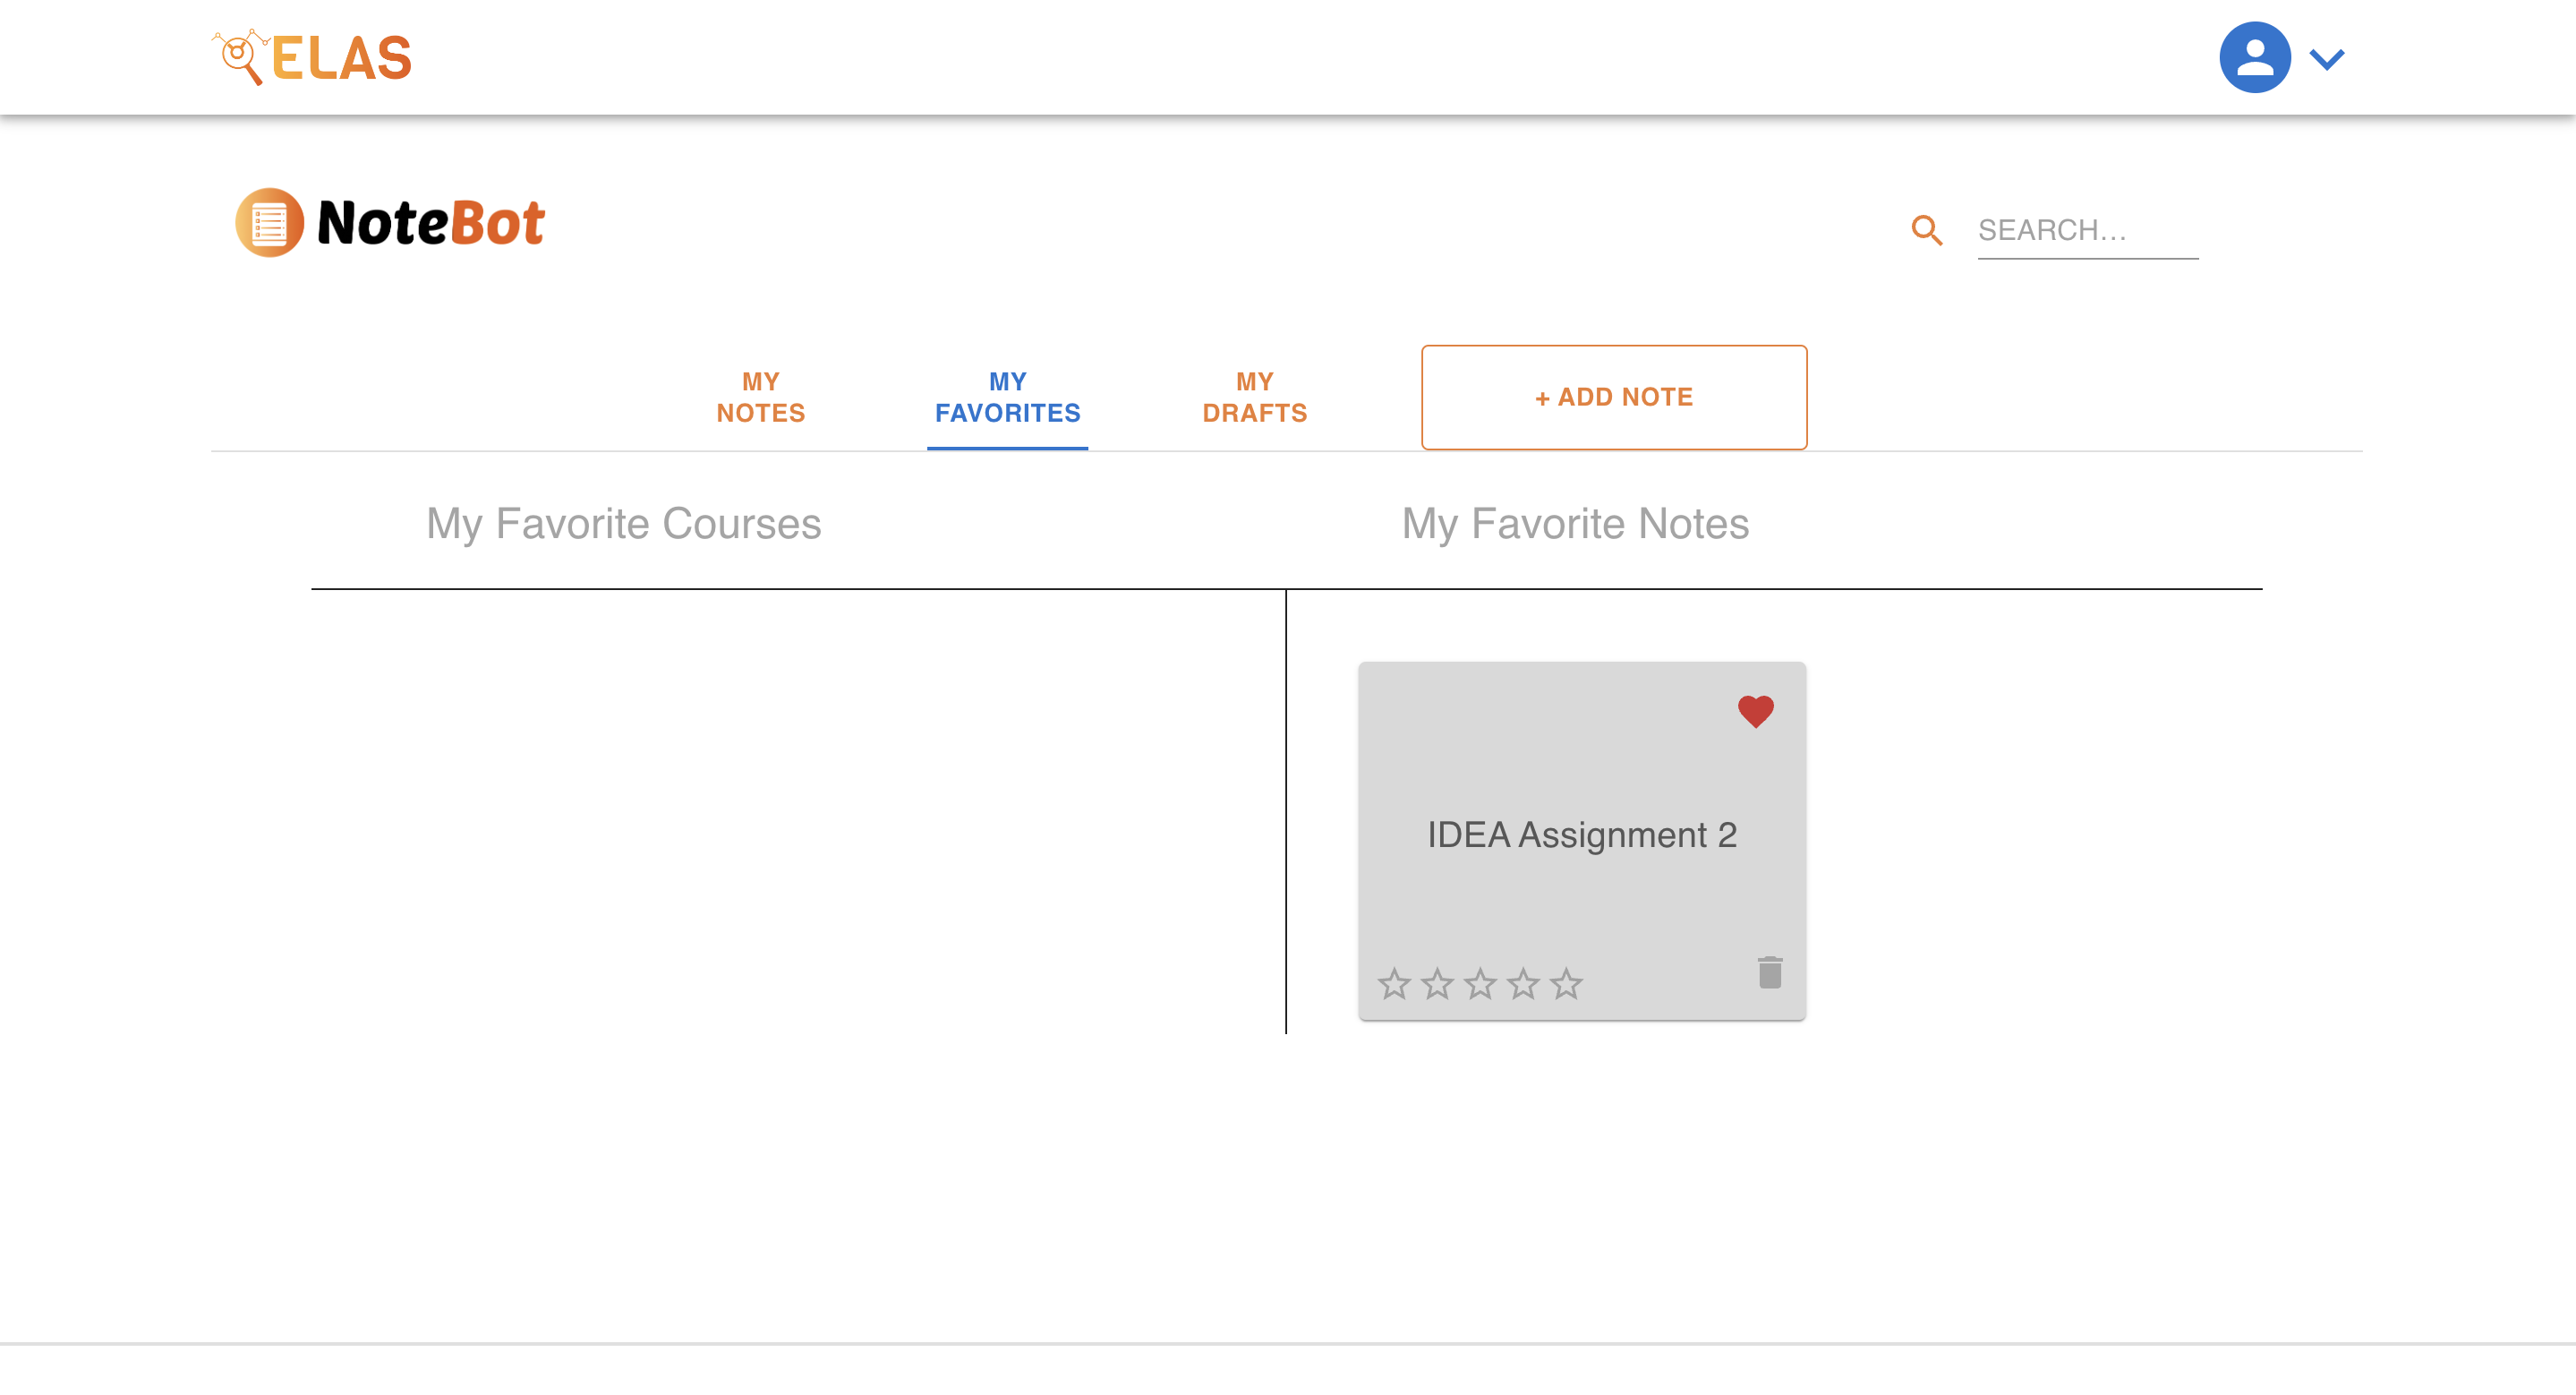 ELAS
NoteBot
SEARCH...
MY
NOTES
MY
FAVORITES
MY
DRAFTS
+ ADD NOTE
My Favorite Courses
My Favorite Notes
IDEA Assignment 2